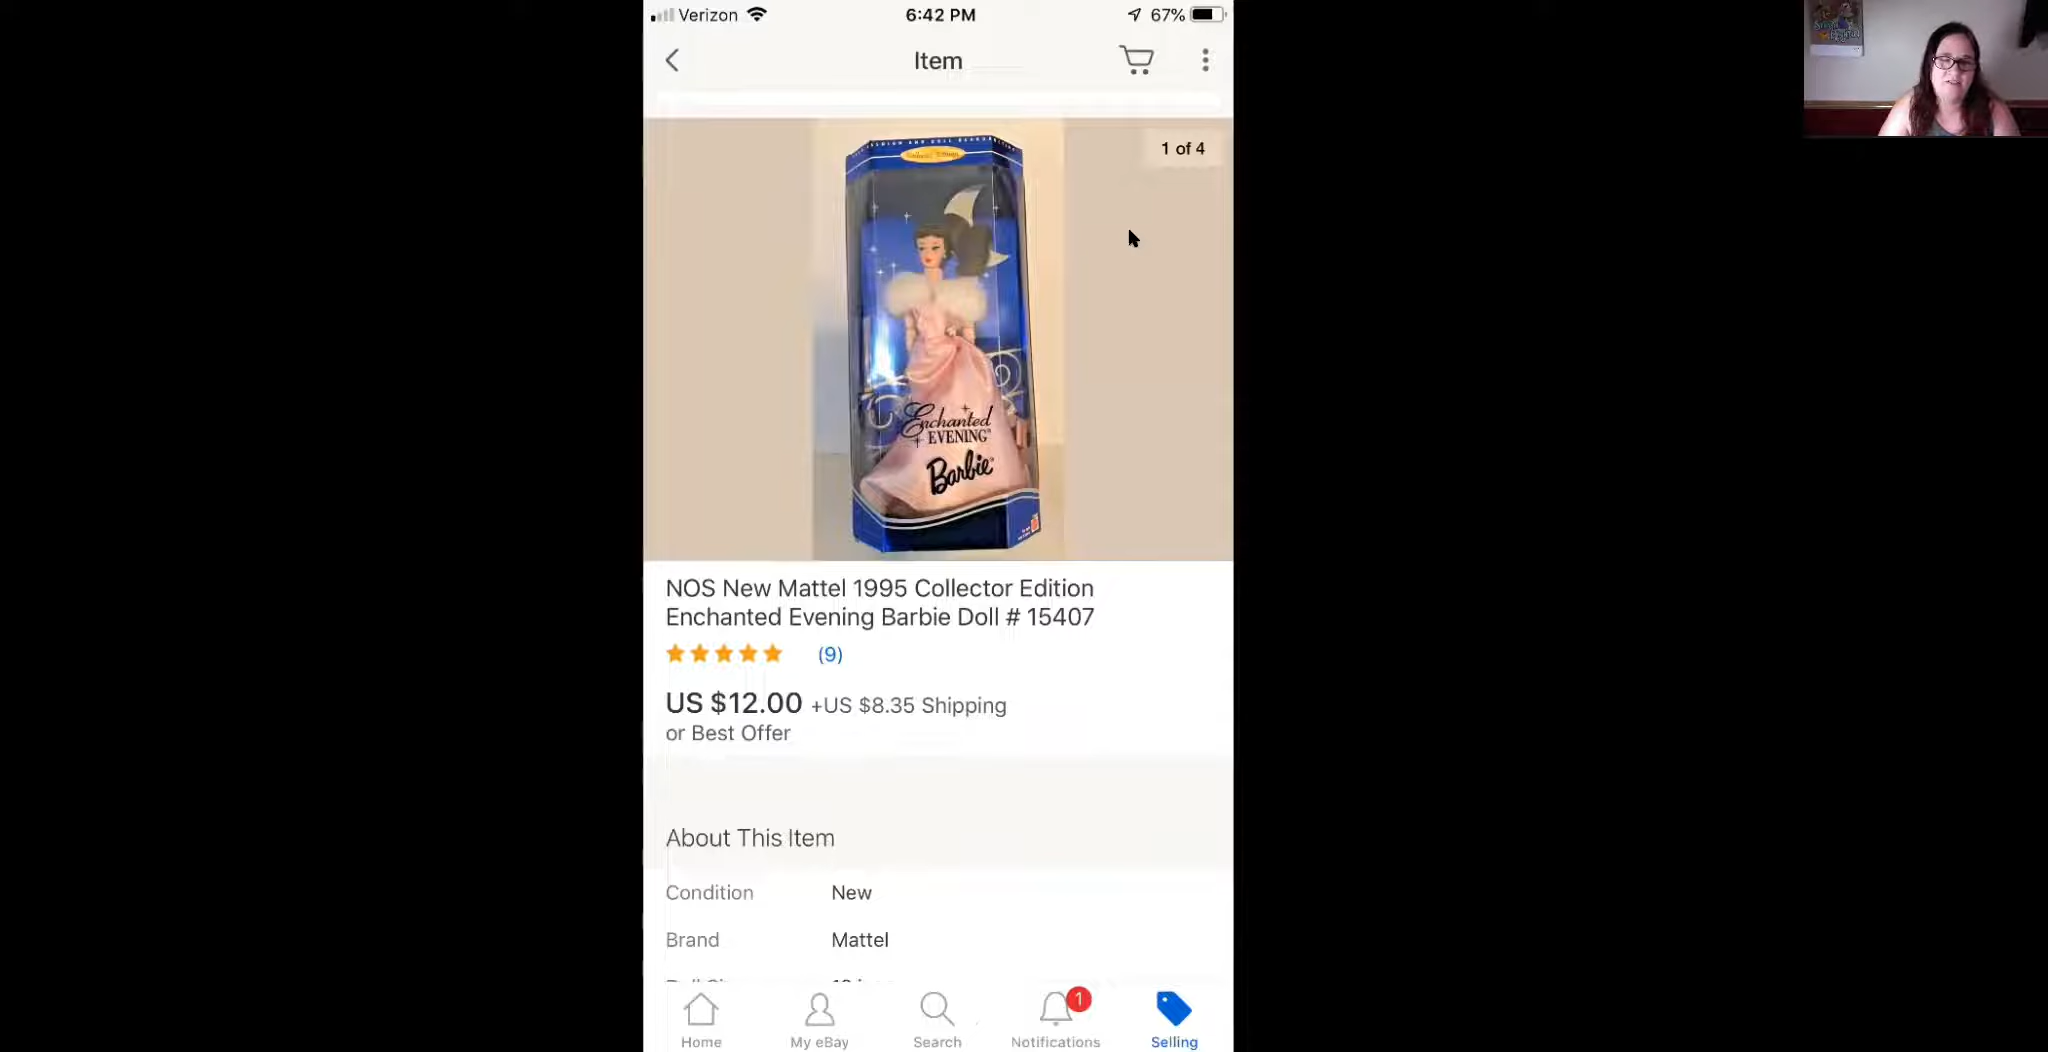 Verizon 6:42 PM 67%
Item
1 of 4
Enchanted
EVENING
Barbie
NOS New Mattel 1995 Collector Edition
Enchanted Evening Barbie Doll # 15407
(9)
US $12.00 +US $8.35 Shipping
or Best Offer
About This Item
Condition New
Brand Mattel
1
Home My eBay Search Notifications Selling